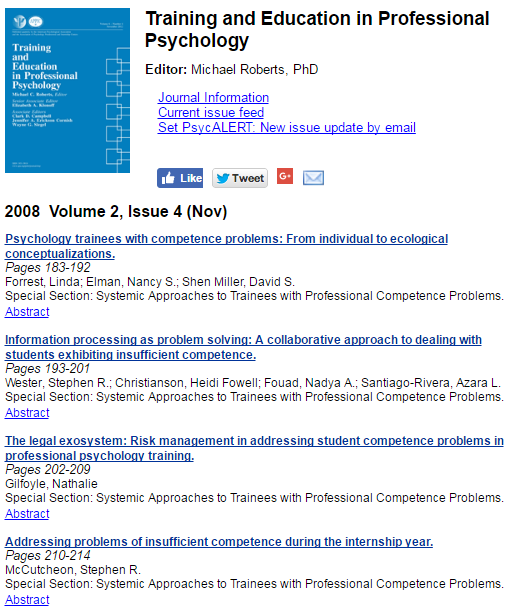 Training
and
Education
in Professional
Psychology
Training and Education in Professional
Psychology
Editor: Michael Roberts, PhD
Journal Information
Current issue feed
Set PsycALERT: New issue update by email
Like
Tweet
G+
2008 Volume 2, Issue 4 (Nov)
Psychology trainees with competence problems: From individual to ecological
conceptualizations.
Pages 183-192
Forrest, Linda; Elman, Nancy S.; Shen Miller, David S.
Special Section: Systemic Approaches to Trainees with Professional Competence Problems.
Abstract
Information processing as problem solving: A collaborative approach to dealing with
students exhibiting insufficient competence.
Pages 193-201
Wester, Stephen R.; Christianson, Heidi Fowell; Fouad, Nadya A.; Santiago-Rivera, Azara L.
Special Section: Systemic Approaches to Trainees with Professional Competence Problems.
Abstract
The legal exosystem: Risk management in addressing student competence problems in
professional psychology training.
Pages 202-209
Gilfoyle, Nathalie
Special Section: Systemic Approaches to Trainees with Professional Competence Problems.
Abstract
Addressing problems of insufficient competence during the internship year.
Pages 210-214
McCutcheon, Stephen R.
Special Section: Systemic Approaches to Trainees with Professional Competence Problems.
Abstract